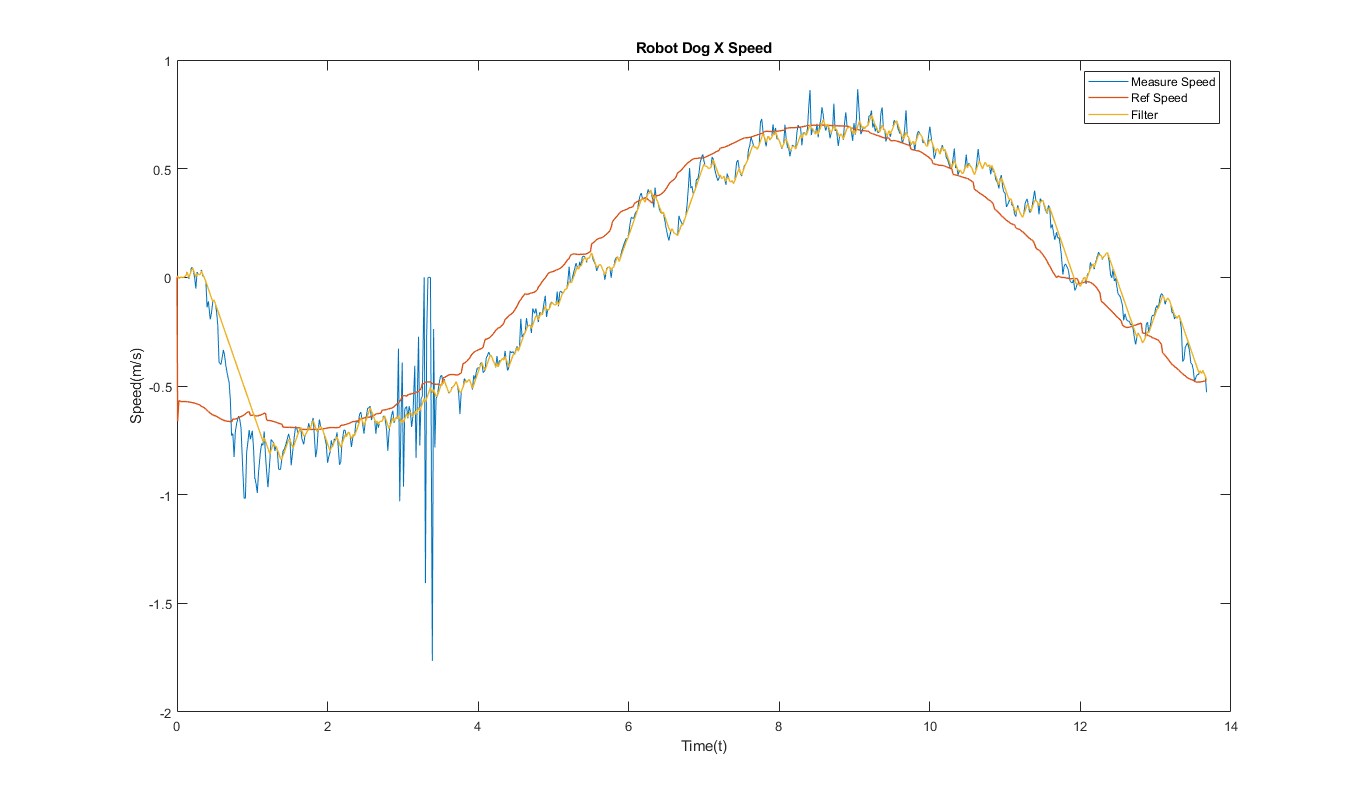 Robot Dog X Speed
Measure Speed
Ref Speed
Filter
1
0.5
0
-0.5
-1
-1.5
-2
Speed(m/s)
0 2 4 6 8 10 12 14
Time(t)